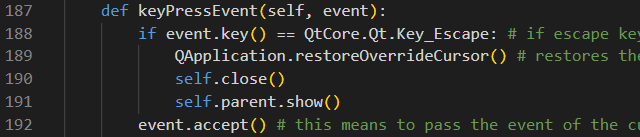 187 def keyPressEvent(self, event):
188 if event.key() == QtCore.Qt.Key_Escape: # if escape key
189 QApplication.restoreOverrideCursor() # restores the
190 self.close()
191 self.parent.show()
192 event.accept() # this means to pass the event of the